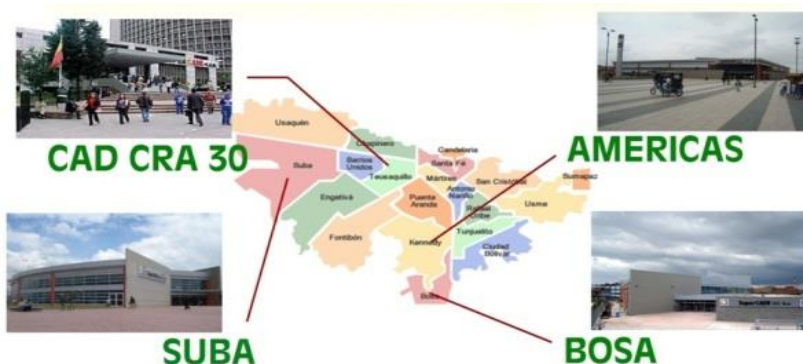 CAD CRA 30
AMERICAS
Usaquén
Chapinero
Suba
Barrios
Unidos
Teusaquillo
Candelaria
Santa Fé
Mártires
Antonio
Nariño
San Cristóbal
Sumapaz
Engativá
Puente
Aranda
Rafael
Uribe
Usme
Fontibón
Kennedy
Tunjuelito
Ciudad
Bolívar
Bosa
SUBA
BOSA